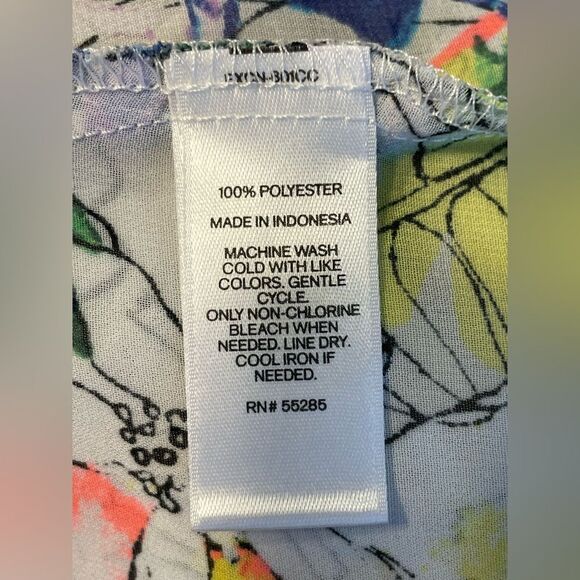 100% POLYESTER
MADE IN INDONESIA
MACHINE WASH
COLD WITH LIKE
COLORS. GENTLE
CYCLE.
ONLY NON-CHLORINE
BLEACH WHEN
NEEDED. LINE DRY.
COOL IRON IF
NEEDED.
RN# 55285